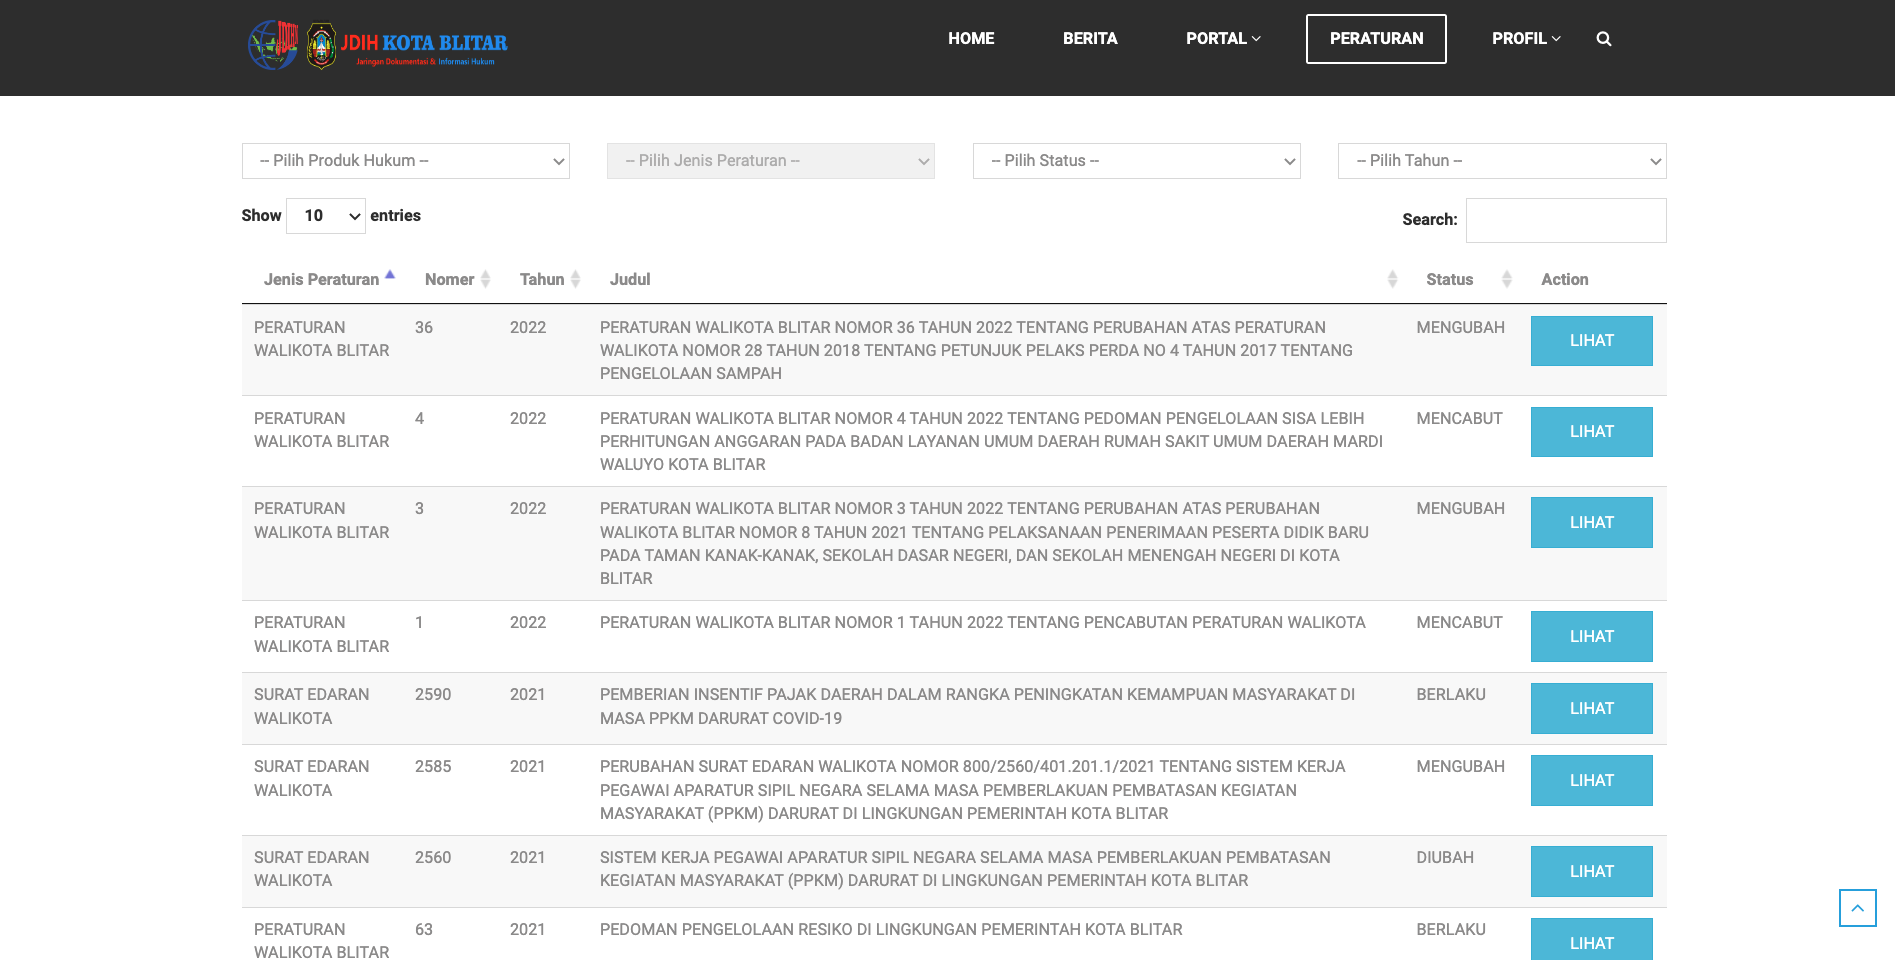 JDIH KOTA BLITAR
Jaringan Dokumentasi & Informasi Hukum
HOME
BERITA
PORTAL
PERATURAN
PROFIL
-- Pilih Produk Hukum --
-- Pilih Jenis Peraturan --
-- Pilih Status --
-- Pilih Tahun --
Show 10 entries
Search:
Jenis Peraturan
Nomer
Tahun
Judul
Status
Action
PERATURAN
WALIKOTA BLITAR
36
2022
PERATURAN WALIKOTA BLITAR NOMOR 36 TAHUN 2022 TENTANG PERUBAHAN ATAS PERATURAN
WALIKOTA NOMOR 28 TAHUN 2018 TENTANG PETUNJUK PELAKS PERDA NO 4 TAHUN 2017 TENTANG
PENGELOLAAN SAMPAH
MENGUBAH
LIHAT
PERATURAN
WALIKOTA BLITAR
4
2022
PERATURAN WALIKOTA BLITAR NOMOR 4 TAHUN 2022 TENTANG PEDOMAN PENGELOLAAN SISA LEBIH
PERHITUNGAN ANGGARAN PADA BADAN LAYANAN UMUM DAERAH RUMAH SAKIT UMUM DAERAH MARDI
WALUYO KOTA BLITAR
MENCABUT
LIHAT
PERATURAN
WALIKOTA BLITAR
3
2022
PERATURAN WALIKOTA BLITAR NOMOR 3 TAHUN 2022 TENTANG PERUBAHAN ATAS PERUBAHAN
WALIKOTA BLITAR NOMOR 8 TAHUN 2021 TENTANG PELAKSANAAN PENERIMAAN PESERTA DIDIK BARU
PADA TAMAN KANAK-KANAK, SEKOLAH DASAR NEGERI, DAN SEKOLAH MENENGAH NEGERI DI KOTA
BLITAR
MENGUBAH
LIHAT
PERATURAN
WALIKOTA BLITAR
1
2022
PERATURAN WALIKOTA BLITAR NOMOR 1 TAHUN 2022 TENTANG PENCABUTAN PERATURAN WALIKOTA
MENCABUT
LIHAT
SURAT EDARAN
WALIKOTA
2590
2021
PEMBERIAN INSENTIF PAJAK DAERAH DALAM RANGKA PENINGKATAN KEMAMPUAN MASYARAKAT DI
MASA PPKM DARURAT COVID-19
BERLAKU
LIHAT
SURAT EDARAN
WALIKOTA
2585
2021
PERUBAHAN SURAT EDARAN WALIKOTA NOMOR 800/2560/401.201.1/2021 TENTANG SISTEM KERJA
PEGAWAI APARATUR SIPIL NEGARA SELAMA MASA PEMBERLAKUAN PEMBATASAN KEGIATAN
MASYARAKAT (PPKM) DARURAT DI LINGKUNGAN PEMERINTAH KOTA BLITAR
MENGUBAH
LIHAT
SURAT EDARAN
WALIKOTA
2560
2021
SISTEM KERJA PEGAWAI APARATUR SIPIL NEGARA SELAMA MASA PEMBERLAKUAN PEMBATASAN
KEGIATAN MASYARAKAT (PPKM) DARURAT DI LINGKUNGAN PEMERINTAH KOTA BLITAR
DIUBAH
LIHAT
PERATURAN
WALIKOTA BLITAR
63
2021
PEDOMAN PENGELOLAAN RESIKO DI LINGKUNGAN PEMERINTAH KOTA BLITAR
BERLAKU
LIHAT